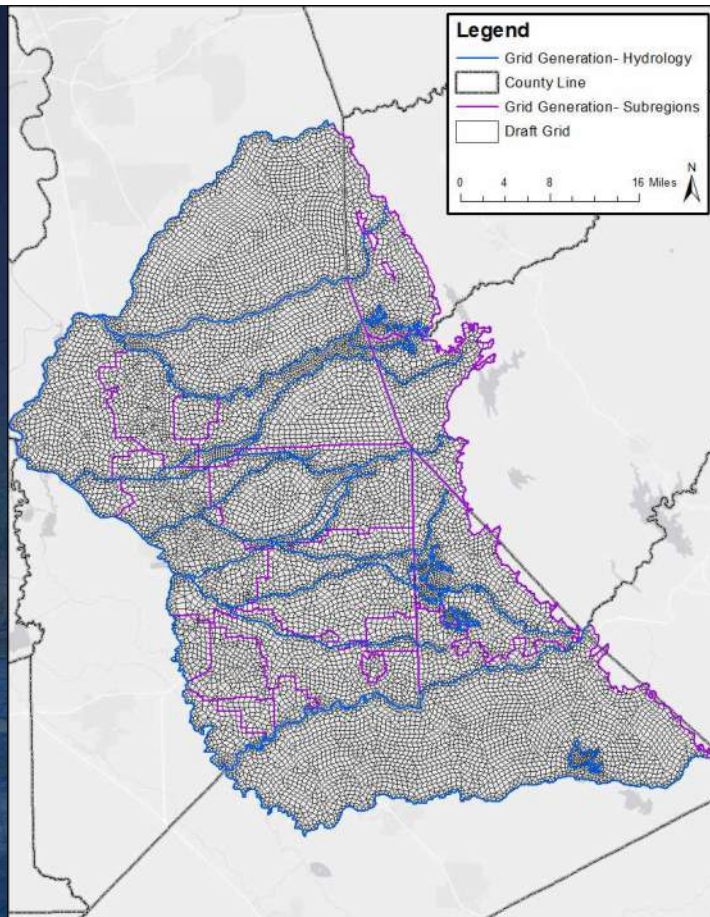 Legend
Grid Generation- Hydrology
County Line
Grid Generation- Subregions
Draft Grid
N
0 4 8 16 Miles